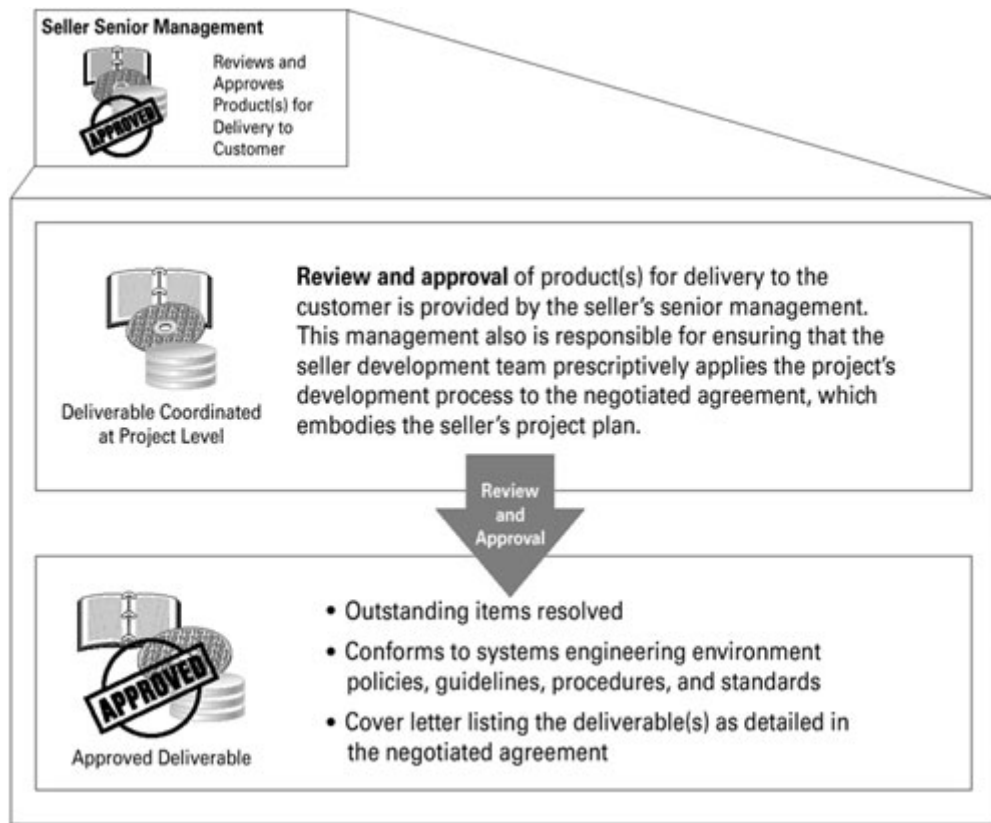 Seller Senior Management
Reviews and
Approves
Product(s) for
Delivery to
Customer
APPROVED
Review and approval of product(s) for delivery to the
customer is provided by the seller's senior management.
This management also is responsible for ensuring that the
seller development team prescriptively applies the project's
development process to the negotiated agreement, which
embodies the seller's project plan.
Deliverable Coordinated
at Project Level
Review
and
Approval
• Outstanding items resolved
• Conforms to systems engineering environment
policies, guidelines, procedures, and standards
• Cover letter listing the deliverable(s) as detailed in
the negotiated agreement
APPROVED
Approved Deliverable